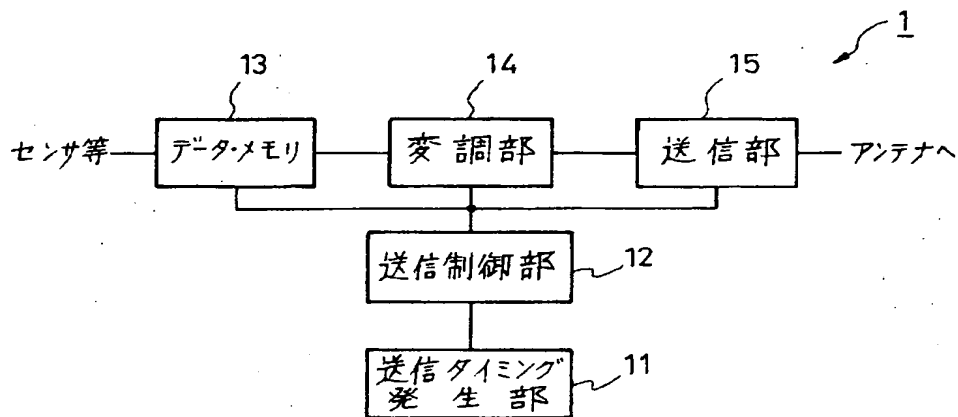 1
13
14
15
センサ等
データ・メモリ
変調部
送信部
アンテナへ
送信制御部
12
送信タイミング
発生部
11